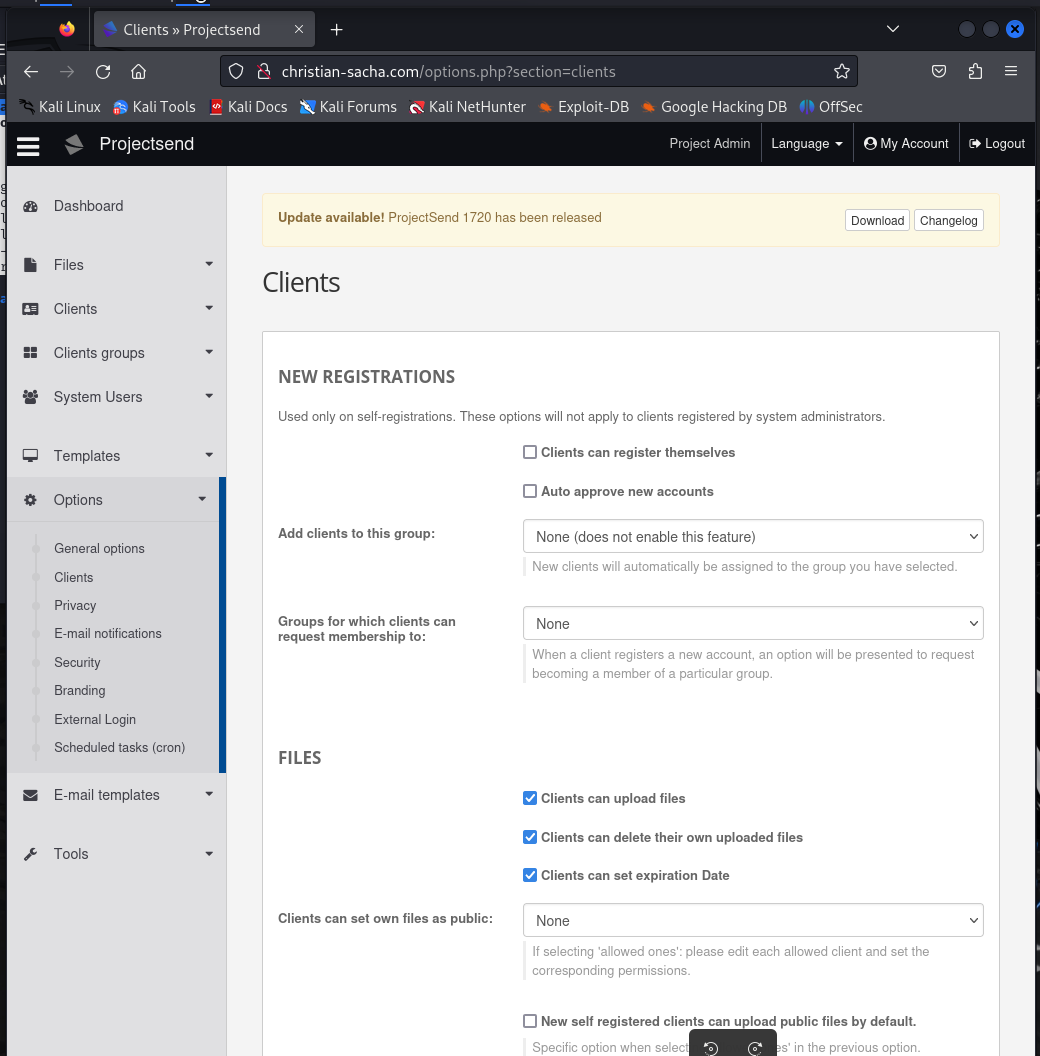 Clients » Projectsend
christian-sacha.com/options.php?section=clients
Kali Linux Kali Tools Kali Docs Kali Forums Kali NetHunter Exploit-DB Google Hacking DB OffSec
Projectsend Project Admin Language My Account Logout
Dashboard
Files
Clients
Clients groups
System Users
Templates
Options
General options
Clients
Privacy
E-mail notifications
Security
Branding
External Login
Scheduled tasks (cron)
E-mail templates
Tools
Update available! ProjectSend 1720 has been released Download Changelog
Clients
NEW REGISTRATIONS
Used only on self-registrations. These options will not apply to clients registered by system administrators.
Clients can register themselves
Auto approve new accounts
Add clients to this group: None (does not enable this feature)
New clients will automatically be assigned to the group you have selected.
Groups for which clients can
request membership to:
None
When a client registers a new account, an option will be presented to request
becoming a member of a particular group.
FILES
Clients can upload files
Clients can delete their own uploaded files
Clients can set expiration Date
Clients can set own files as public: None
If selecting 'allowed ones': please edit each allowed client and set the
corresponding permissions.
New self registered clients can upload public files by default.
Specific option when select es' in the previous option.